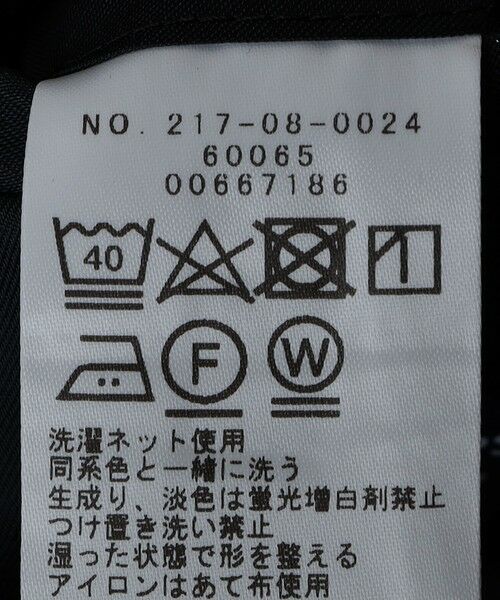 NO. 217-08-0024
60065
00667186
40
F W
洗濯ネット使用
同系色と一緒に洗う
生成り、淡色は蛍光増白剤禁止
つけ置き洗い禁止
湿った状態で形を整える
アイロンはあて布使用